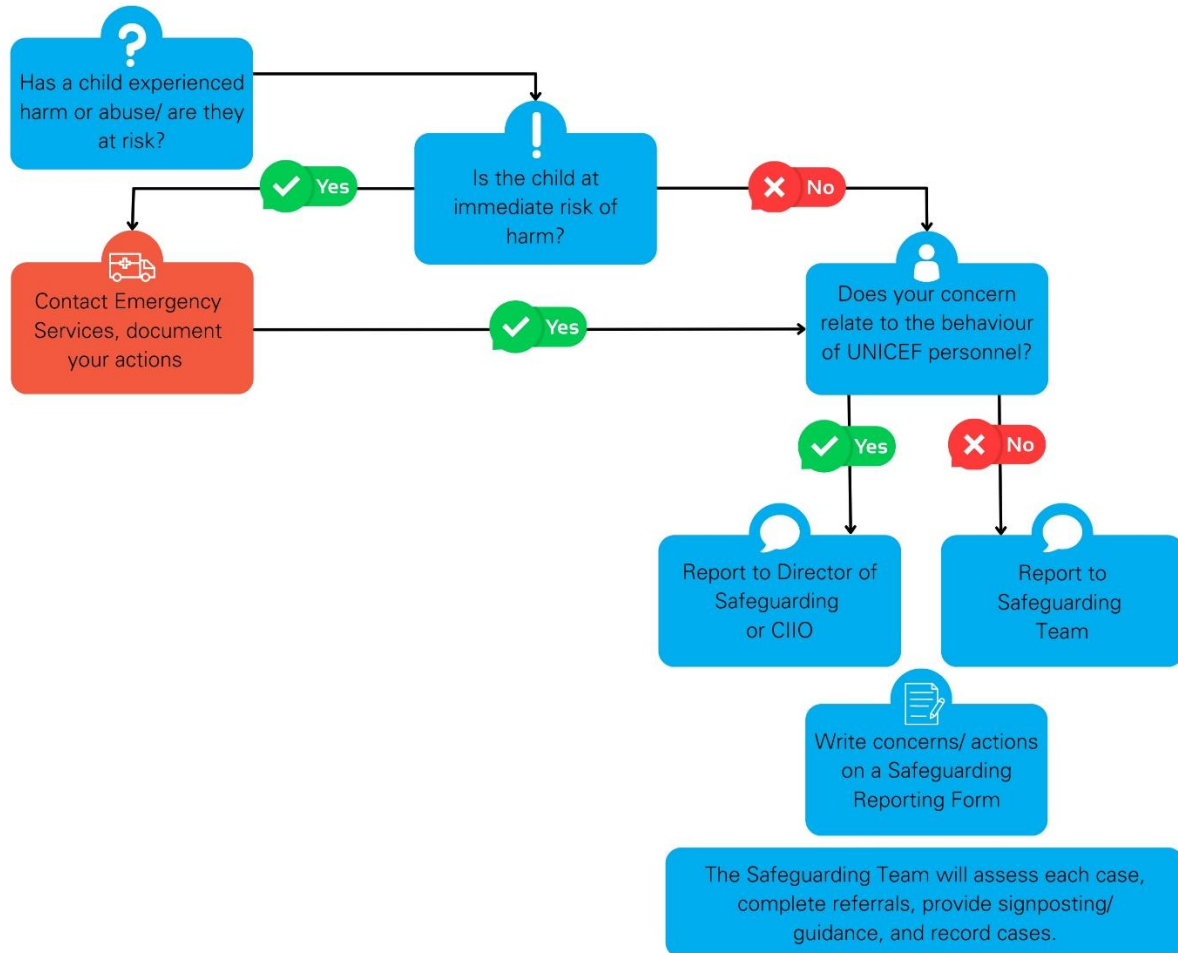 Has a child experienced
harm or abuse/ are they
at risk?
Is the child at
immediate risk of
harm?
Yes
No
Contact Emergency
Services, document
your actions
Yes
Does your concern
relate to the behaviour
of UNICEF personnel?
Yes
No
Report to Director of
Safeguarding
or CIIO
Report to
Safeguarding
Team
Write concerns/ actions
on a Safeguarding
Reporting Form
The Safeguarding Team will assess each case,
complete referrals, provide signposting/
guidance, and record cases.